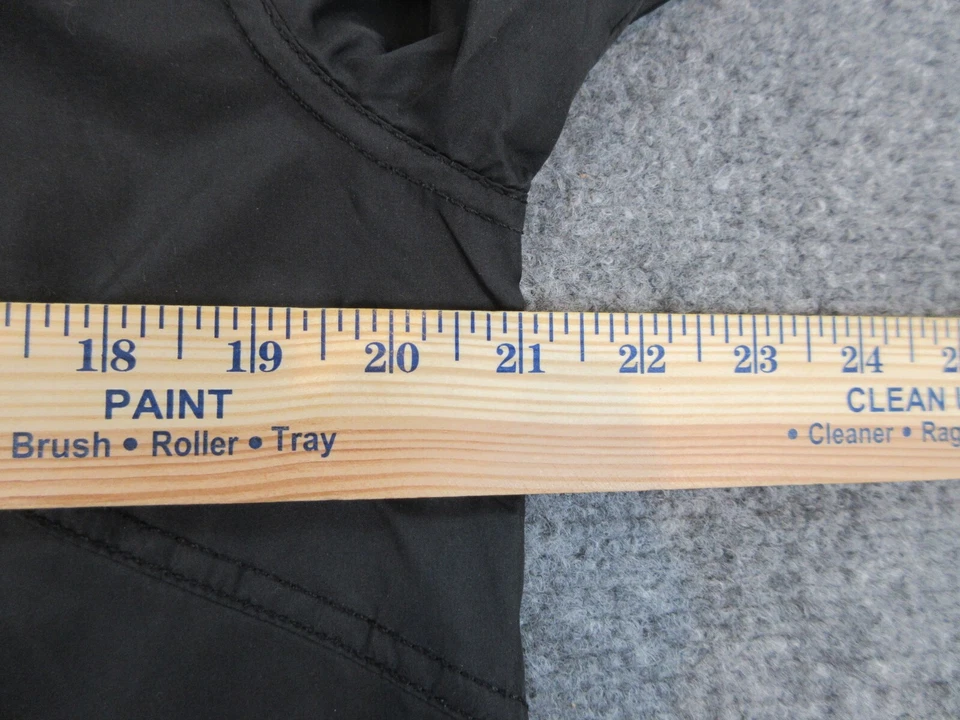 18 19 20 21 22 23 24
PAINT CLEAN
Brush • Roller • Tray • Cleaner •